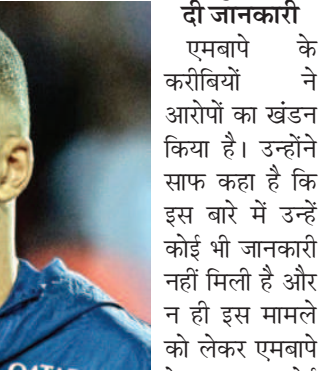 दी जानकारी
एमबापे के
करीबियों ने
आरोपों का खंडन
किया है। उन्होंने
साफ कहा है कि
इस बारे में उन्हें
कोई भी जानकारी
नहीं मिली है और
न ही इस मामले
को लेकर एमबापे